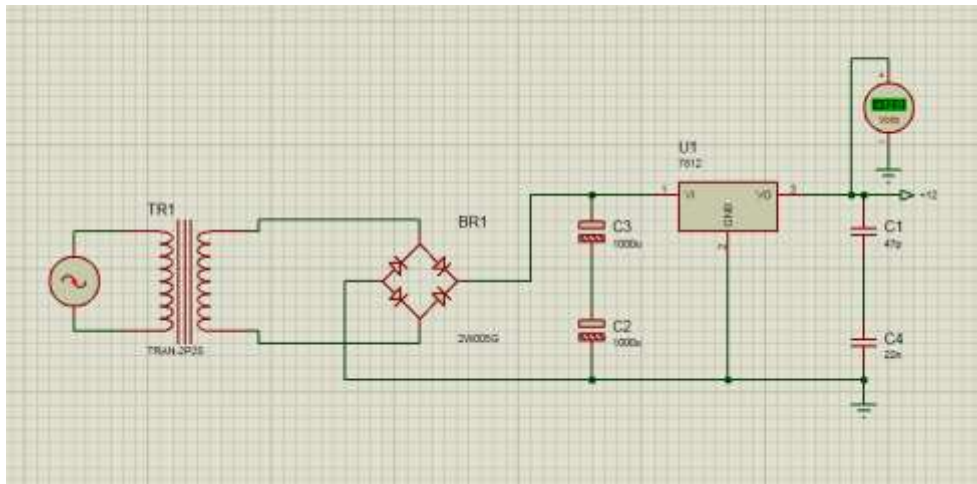 TR1
TRAN-2P2S
BR1
2W005G
C3
1000u
C2
1000u
U1
7812
1
VI
VO
3
GND
2
+
Volts
-
+12
C1
47p
C4
22n